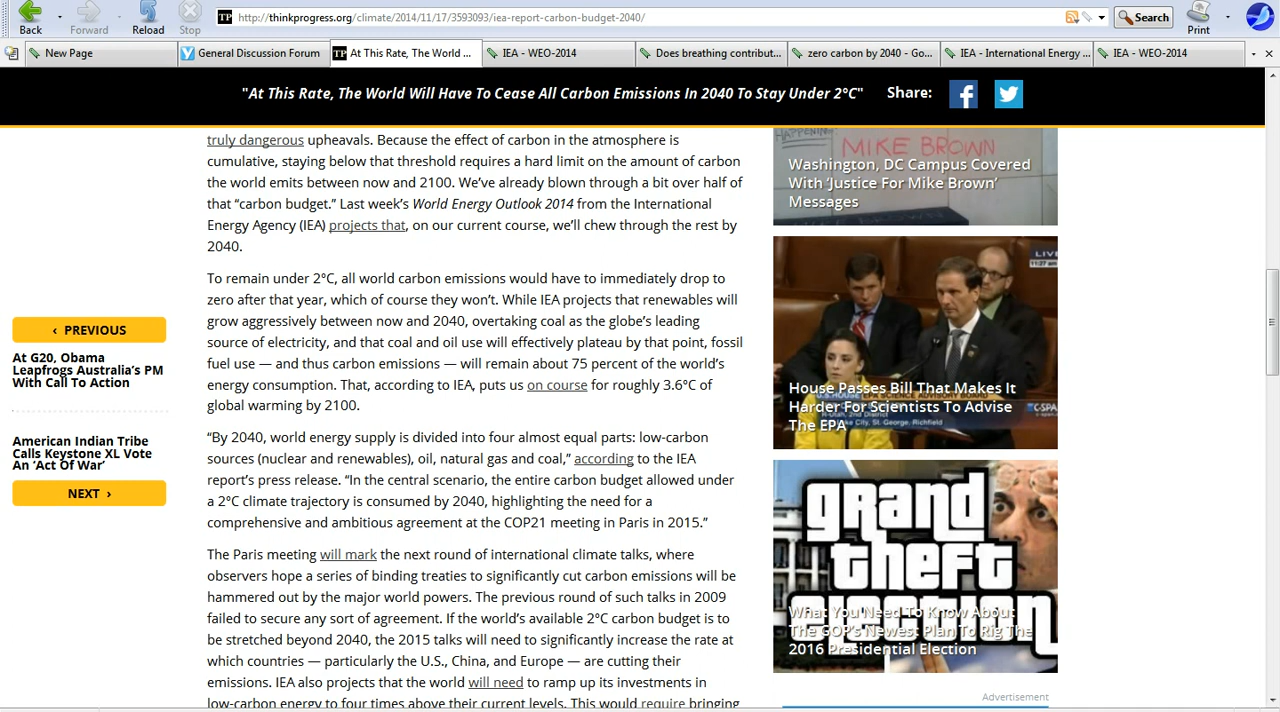 Back
Forward
Reload
Stop
http://thinkprogress.org/climate/2014/11/17/3593093/iea-report-carbon-budget-2040/
Search
Print
New Page
General Discussion Forum
At This Rate, The World ...
IEA - WEO-2014
Does breathing contribut...
zero carbon by 2040 - Go...
IEA - International Energy ...
IEA - WEO-2014
"At This Rate, The World Will Have To Cease All Carbon Emissions In 2040 To Stay Under 2°C"
Share:
truly dangerous upheavals. Because the effect of carbon in the atmosphere is
cumulative, staying below that threshold requires a hard limit on the amount of carbon
the world emits between now and 2100. We've already blown through a bit over half of
that “carbon budget.” Last week's World Energy Outlook 2014 from the International
Energy Agency (IEA) projects that, on our current course, we'll chew through the rest by
2040.
To remain under 2°C, all world carbon emissions would have to immediately drop to
zero after that year, which of course they won't. While IEA projects that renewables will
grow aggressively between now and 2040, overtaking coal as the globe's leading
source of electricity, and that coal and oil use will effectively plateau by that point, fossil
fuel use — and thus carbon emissions — will remain about 75 percent of the world's
energy consumption. That, according to IEA, puts us on course for roughly 3.6°C of
global warming by 2100.
“By 2040, world energy supply is divided into four almost equal parts: low-carbon
sources (nuclear and renewables), oil, natural gas and coal,” according to the IEA
report's press release. “In the central scenario, the entire carbon budget allowed under
a 2°C climate trajectory is consumed by 2040, highlighting the need for a
comprehensive and ambitious agreement at the COP21 meeting in Paris in 2015.”
The Paris meeting will mark the next round of international climate talks, where
observers hope a series of binding treaties to significantly cut carbon emissions will be
hammered out by the major world powers. The previous round of such talks in 2009
failed to secure any sort of agreement. If the world's available 2°C carbon budget is to
be stretched beyond 2040, the 2015 talks will need to significantly increase the rate at
which countries — particularly the U.S., China, and Europe — are cutting their
emissions. IEA also projects that the world will need to ramp up its investments in
low-carbon energy to four times above their current levels. This would require bringing
‹ PREVIOUS
At G20, Obama
Leapfrogs Australia's PM
With Call To Action
American Indian Tribe
Calls Keystone XL Vote
An ‘Act Of War’
NEXT ›
MIKE BROWN
Washington, DC Campus Covered
With ‘Justice For Mike Brown’
Messages
LIVE
11:27 am
House Passes Bill That Makes It
Harder For Scientists To Advise
The EPA
C-SPAN
grand
theft
election
What You Need To Know About
The GOP's Newest Plan To Rig The
2016 Presidential Election
Advertisement